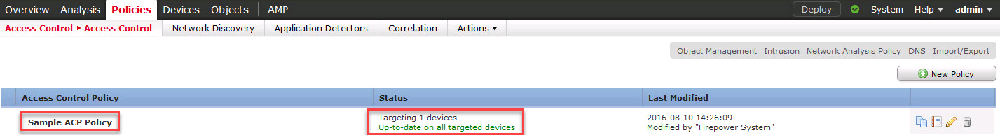 Overview Analysis Policies Devices Objects AMP Deploy System Help admin
Access Control Access Control Network Discovery Application Detectors Correlation Actions
Object Management Intrusion Network Analysis Policy DNS Import/Export
New Policy
Access Control Policy Status Last Modified
Sample ACP Policy Targeting 1 devices 2016-08-10 14:26:09
Up-to-date on all targeted devices Modified by "Firepower System"